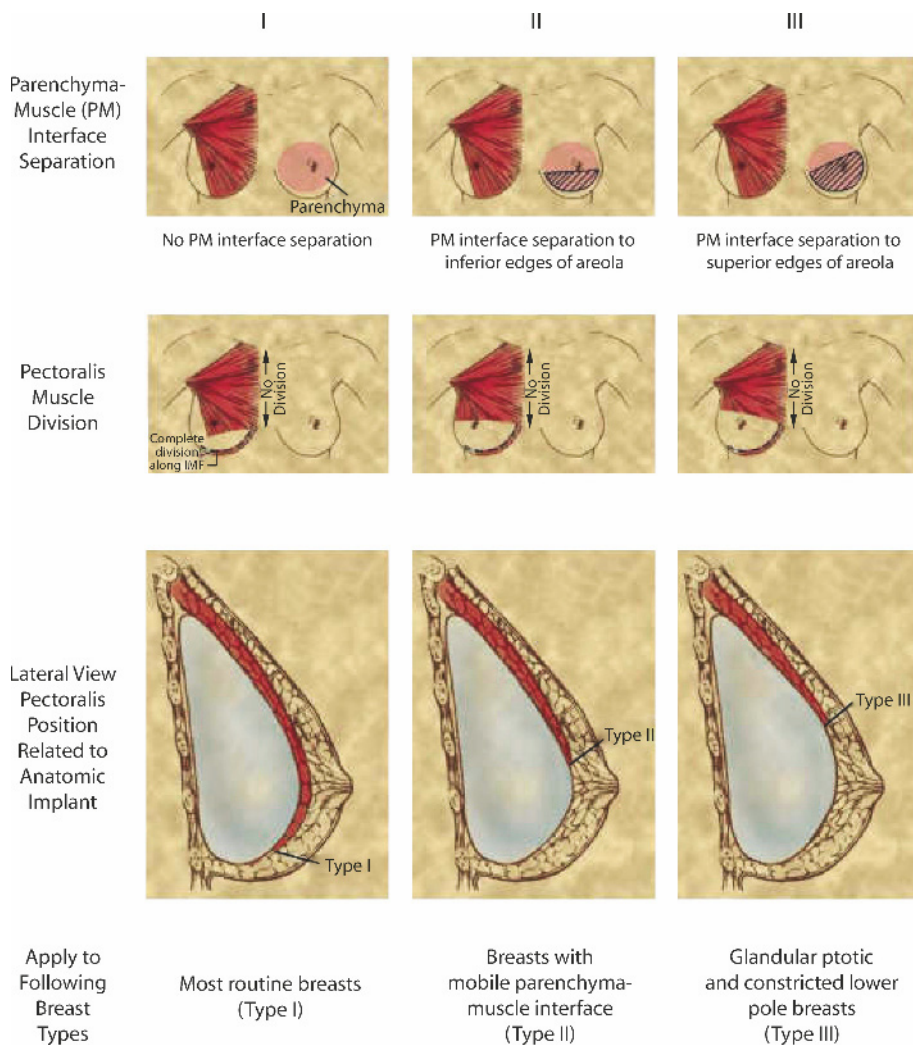 I
II
III
Parenchyma-
Muscle (PM)
Interface
Separation
Parenchyma
No PM interface separation
PM interface separation to
inferior edges of areola
PM interface separation to
superior edges of areola
Pectoralis
Muscle
Division
No
Division
Complete
division
along IMF
No
Division
No
Division
Lateral View
Pectoralis
Position
Related to
Anatomic
Implant
Type I
Type II
Type III
Apply to
Following
Breast
Types
Most routine breasts
(Type I)
Breasts with
mobile parenchyma-
muscle interface
(Type II)
Glandular ptotic
and constricted lower
pole breasts
(Type III)